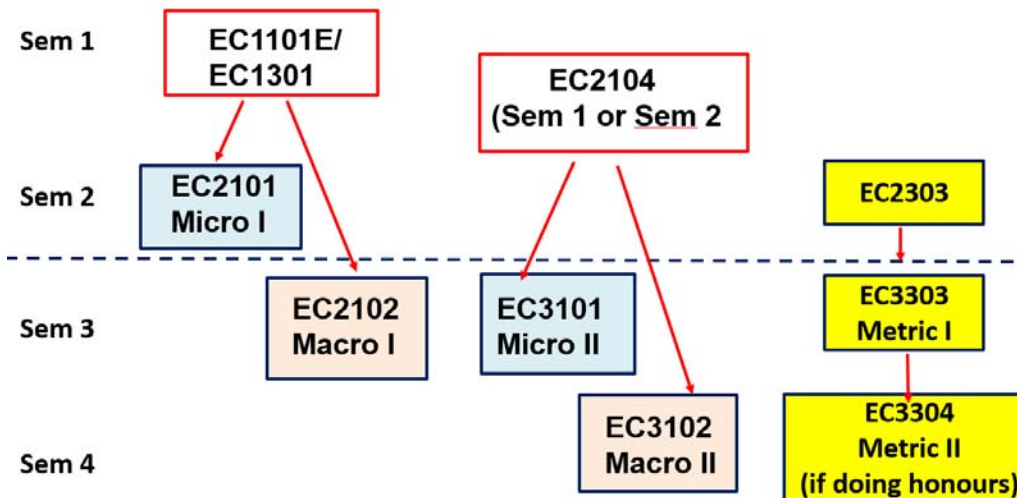 Sem 1
EC1101E/
EC1301
EC2104
(Sem 1 or Sem 2
Sem 2
EC2101
Micro I
EC2303
Sem 3
EC2102
Macro I
EC3101
Micro II
EC3303
Metric I
Sem 4
EC3102
Macro II
EC3304
Metric II
(if doing honours)